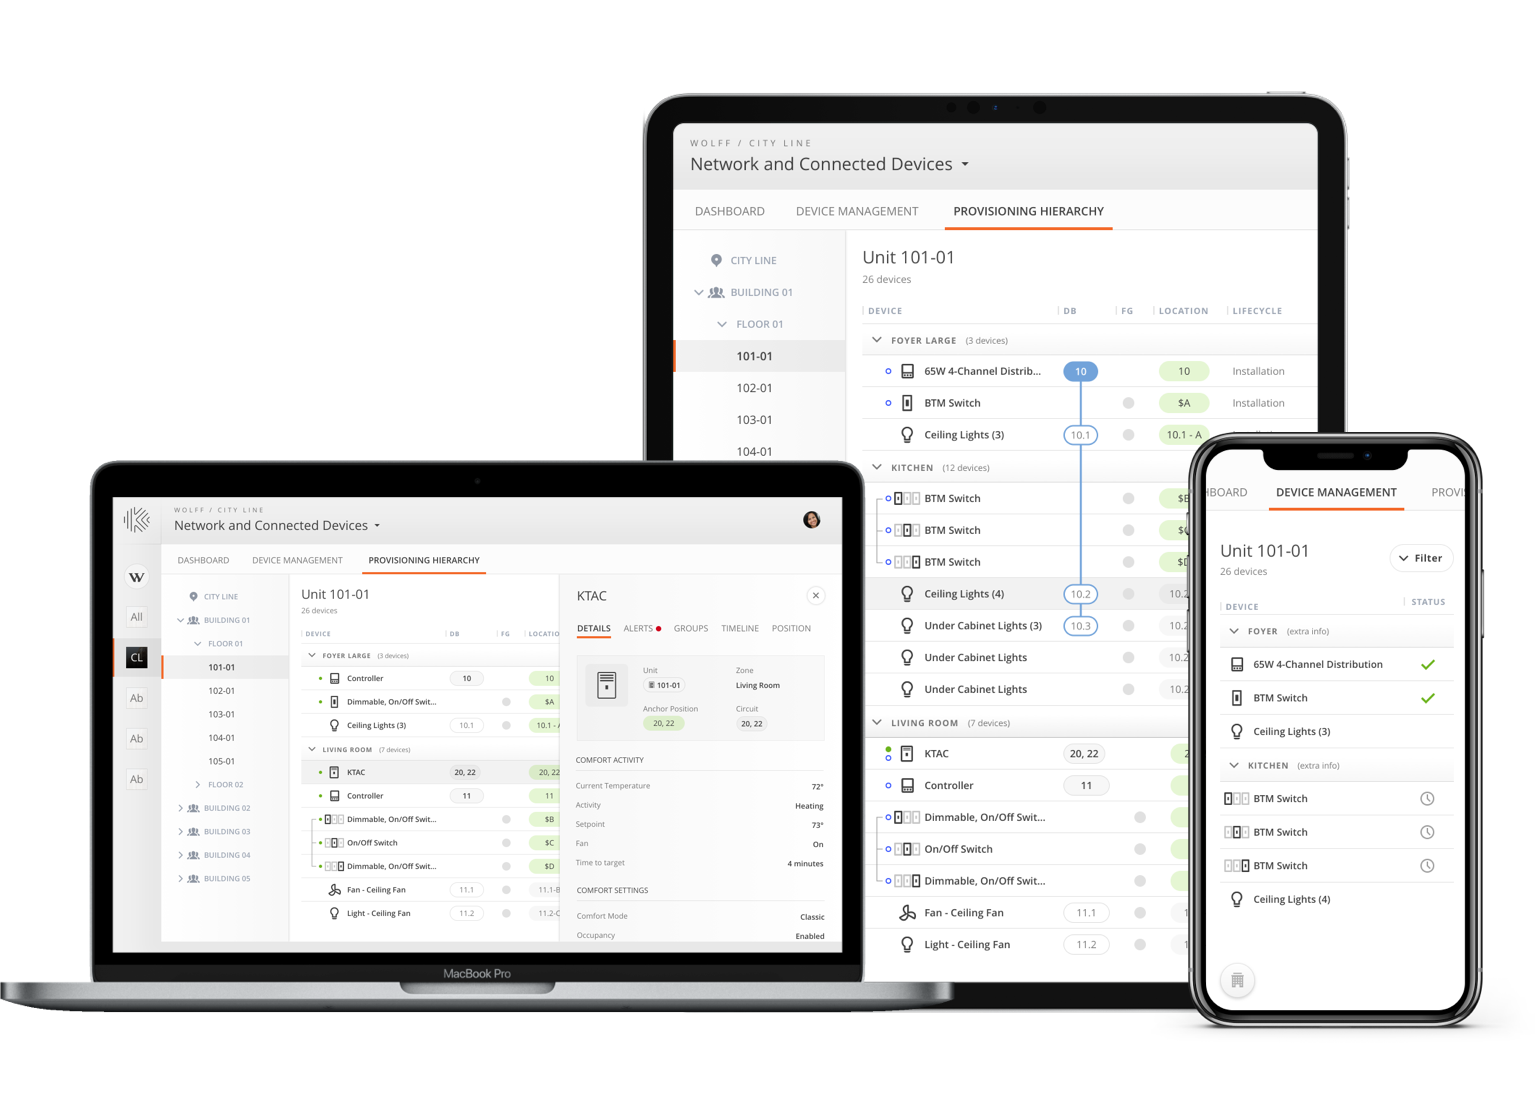 WOLFF / CITY LINE
Network and Connected Devices
DASHBOARD
DEVICE MANAGEMENT
PROVISIONING HIERARCHY
CITY LINE
BUILDING 01
FLOOR 01
101-01
102-01
103-01
104-01
Unit 101-01
26 devices
DEVICE DB FG LOCATION LIFECYCLE
FOYER LARGE (3 devices)
65W 4-Channel Distrib... 10 10 Installation
BTM Switch $A Installation
Ceiling Lights (3) 10.1 10.1 - A
KITCHEN (12 devices)
BTM Switch
BTM Switch
BTM Switch
Ceiling Lights (4) 10.2 10.2
Under Cabinet Lights (3) 10.3 10.2
Under Cabinet Lights 10.2
Under Cabinet Lights 10.2
LIVING ROOM (7 devices)
KTAC 20, 22 2
Controller 11
Dimmable, On/Off Swit...
On/Off Switch
Dimmable, On/Off Swit...
Fan - Ceiling Fan 11.1 1
Light - Ceiling Fan 11.2 1
WOLFF / CITY LINE
Network and Connected Devices
DASHBOARD
DEVICE MANAGEMENT
PROVISIONING HIERARCHY
W
All
CL
Ab
Ab
Ab
CITY LINE
BUILDING 01
FLOOR 01
101-01
102-01
103-01
104-01
105-01
FLOOR 02
BUILDING 02
BUILDING 03
BUILDING 04
BUILDING 05
Unit 101-01
26 devices
DEVICE DB FG LOCATIO
FOYER LARGE (3 devices)
Controller 10 10
Dimmable, On/Off Swit... $A
Ceiling Lights (3) 10.1 10.1 - A
LIVING ROOM (7 devices)
KTAC 20, 22 20, 22
Controller 11 11
Dimmable, On/Off Swit... $B
On/Off Switch $C
Dimmable, On/Off Swit... $D
Fan - Ceiling Fan 11.1 11.1-B
Light - Ceiling Fan 11.2 11.2-C
KTAC
DETAILS ALERTS GROUPS TIMELINE POSITION
Unit Zone
101-01 Living Room
Anchor Position Circuit
20, 22 20, 22
COMFORT ACTIVITY
Current Temperature 72°
Activity Heating
Setpoint 73°
Fan On
Time to target 4 minutes
COMFORT SETTINGS
Comfort Mode Classic
Occupancy Enabled
MacBook Pro
HBOARD DEVICE MANAGEMENT PROVIS
Unit 101-01
26 devices
Filter
DEVICE STATUS
FOYER (extra info)
65W 4-Channel Distribution
BTM Switch
Ceiling Lights (3)
KITCHEN (extra info)
BTM Switch
BTM Switch
BTM Switch
Ceiling Lights (4)